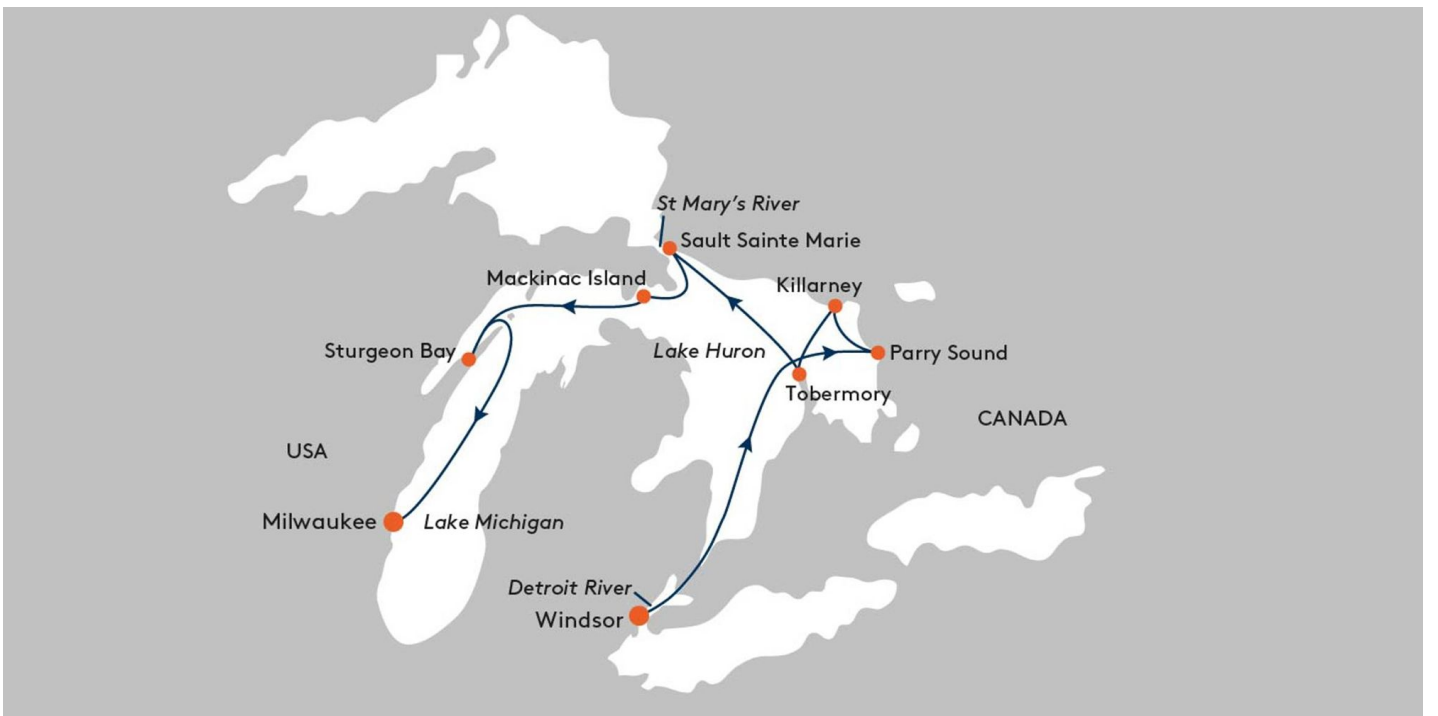 St Mary's River
Sault Sainte Marie
Mackinac Island
Killarney
Sturgeon Bay
Lake Huron
Parry Sound
Tobermory
CANADA
USA
Milwaukee
Lake Michigan
Detroit River
Windsor